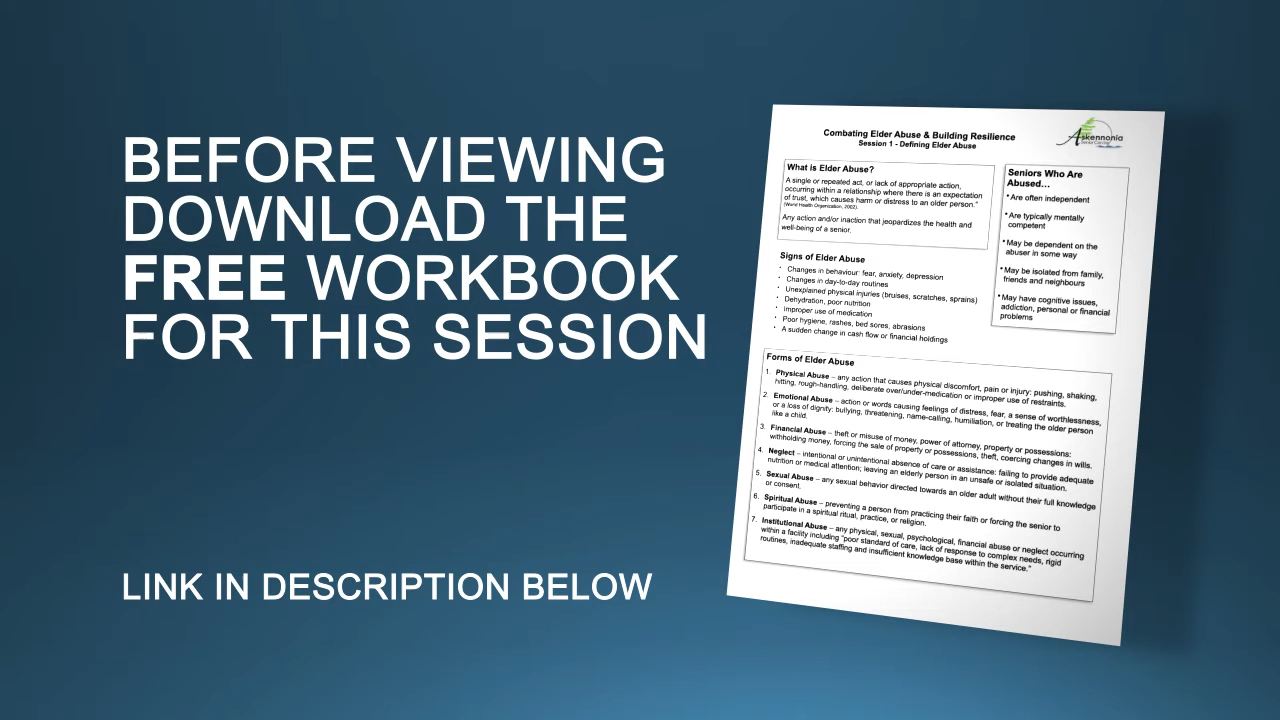 BEFORE VIEWING
DOWNLOAD THE
FREE WORKBOOK
FOR THIS SESSION
LINK IN DESCRIPTION BELOW
Combating Elder Abuse & Building Resilience
Session 1 - Defining Elder Abuse
Askennonia
Senior Center
What is Elder Abuse?
A single or repeated act, or lack of appropriate action,
occurring within a relationship where there is an expectation
of trust, which causes harm or distress to an older person."
(World Health Organization, 2002).
Any action and/or inaction that jeopardizes the health and
well-being of a senior.
Seniors Who Are
Abused…
• Are often independent
• Are typically mentally
competent
• May be dependent on the
abuser in some way
• May be isolated from family,
friends and neighbours
• May have cognitive issues,
addiction, personal or financial
problems
Signs of Elder Abuse
• Changes in behaviour: fear, anxiety, depression
• Changes in day-to-day routines
• Unexplained physical injuries (bruises, scratches, sprains)
• Dehydration, poor nutrition
• Improper use of medication
• Poor hygiene, rashes, bed sores, abrasions
• A sudden change in cash flow or financial holdings
Forms of Elder Abuse
1. Physical Abuse – any action that causes physical discomfort, pain or injury: pushing, shaking,
hitting, rough-handling, deliberate over/under-medication or improper use of restraints.
2. Emotional Abuse – action or words causing feelings of distress, fear, a sense of worthlessness,
or a loss of dignity: bullying, threatening, name-calling, humiliation, or treating the older person
like a child.
3. Financial Abuse – theft or misuse of money, power of attorney, property or possessions:
withholding money, forcing the sale of property or possessions, theft, coercing changes in wills.
4. Neglect – intentional or unintentional absence of care or assistance: failing to provide adequate
nutrition or medical attention; leaving an elderly person in an unsafe or isolated situation.
5. Sexual Abuse – any sexual behavior directed towards an older adult without their full knowledge
or consent.
6. Spiritual Abuse – preventing a person from practicing their faith or forcing the senior to
participate in a spiritual ritual, practice, or religion.
7. Institutional Abuse – any physical, sexual, psychological, financial abuse or neglect occurring
within a facility including "poor standard of care, lack of response to complex needs, rigid
routines, inadequate staffing and insufficient knowledge base within the service."